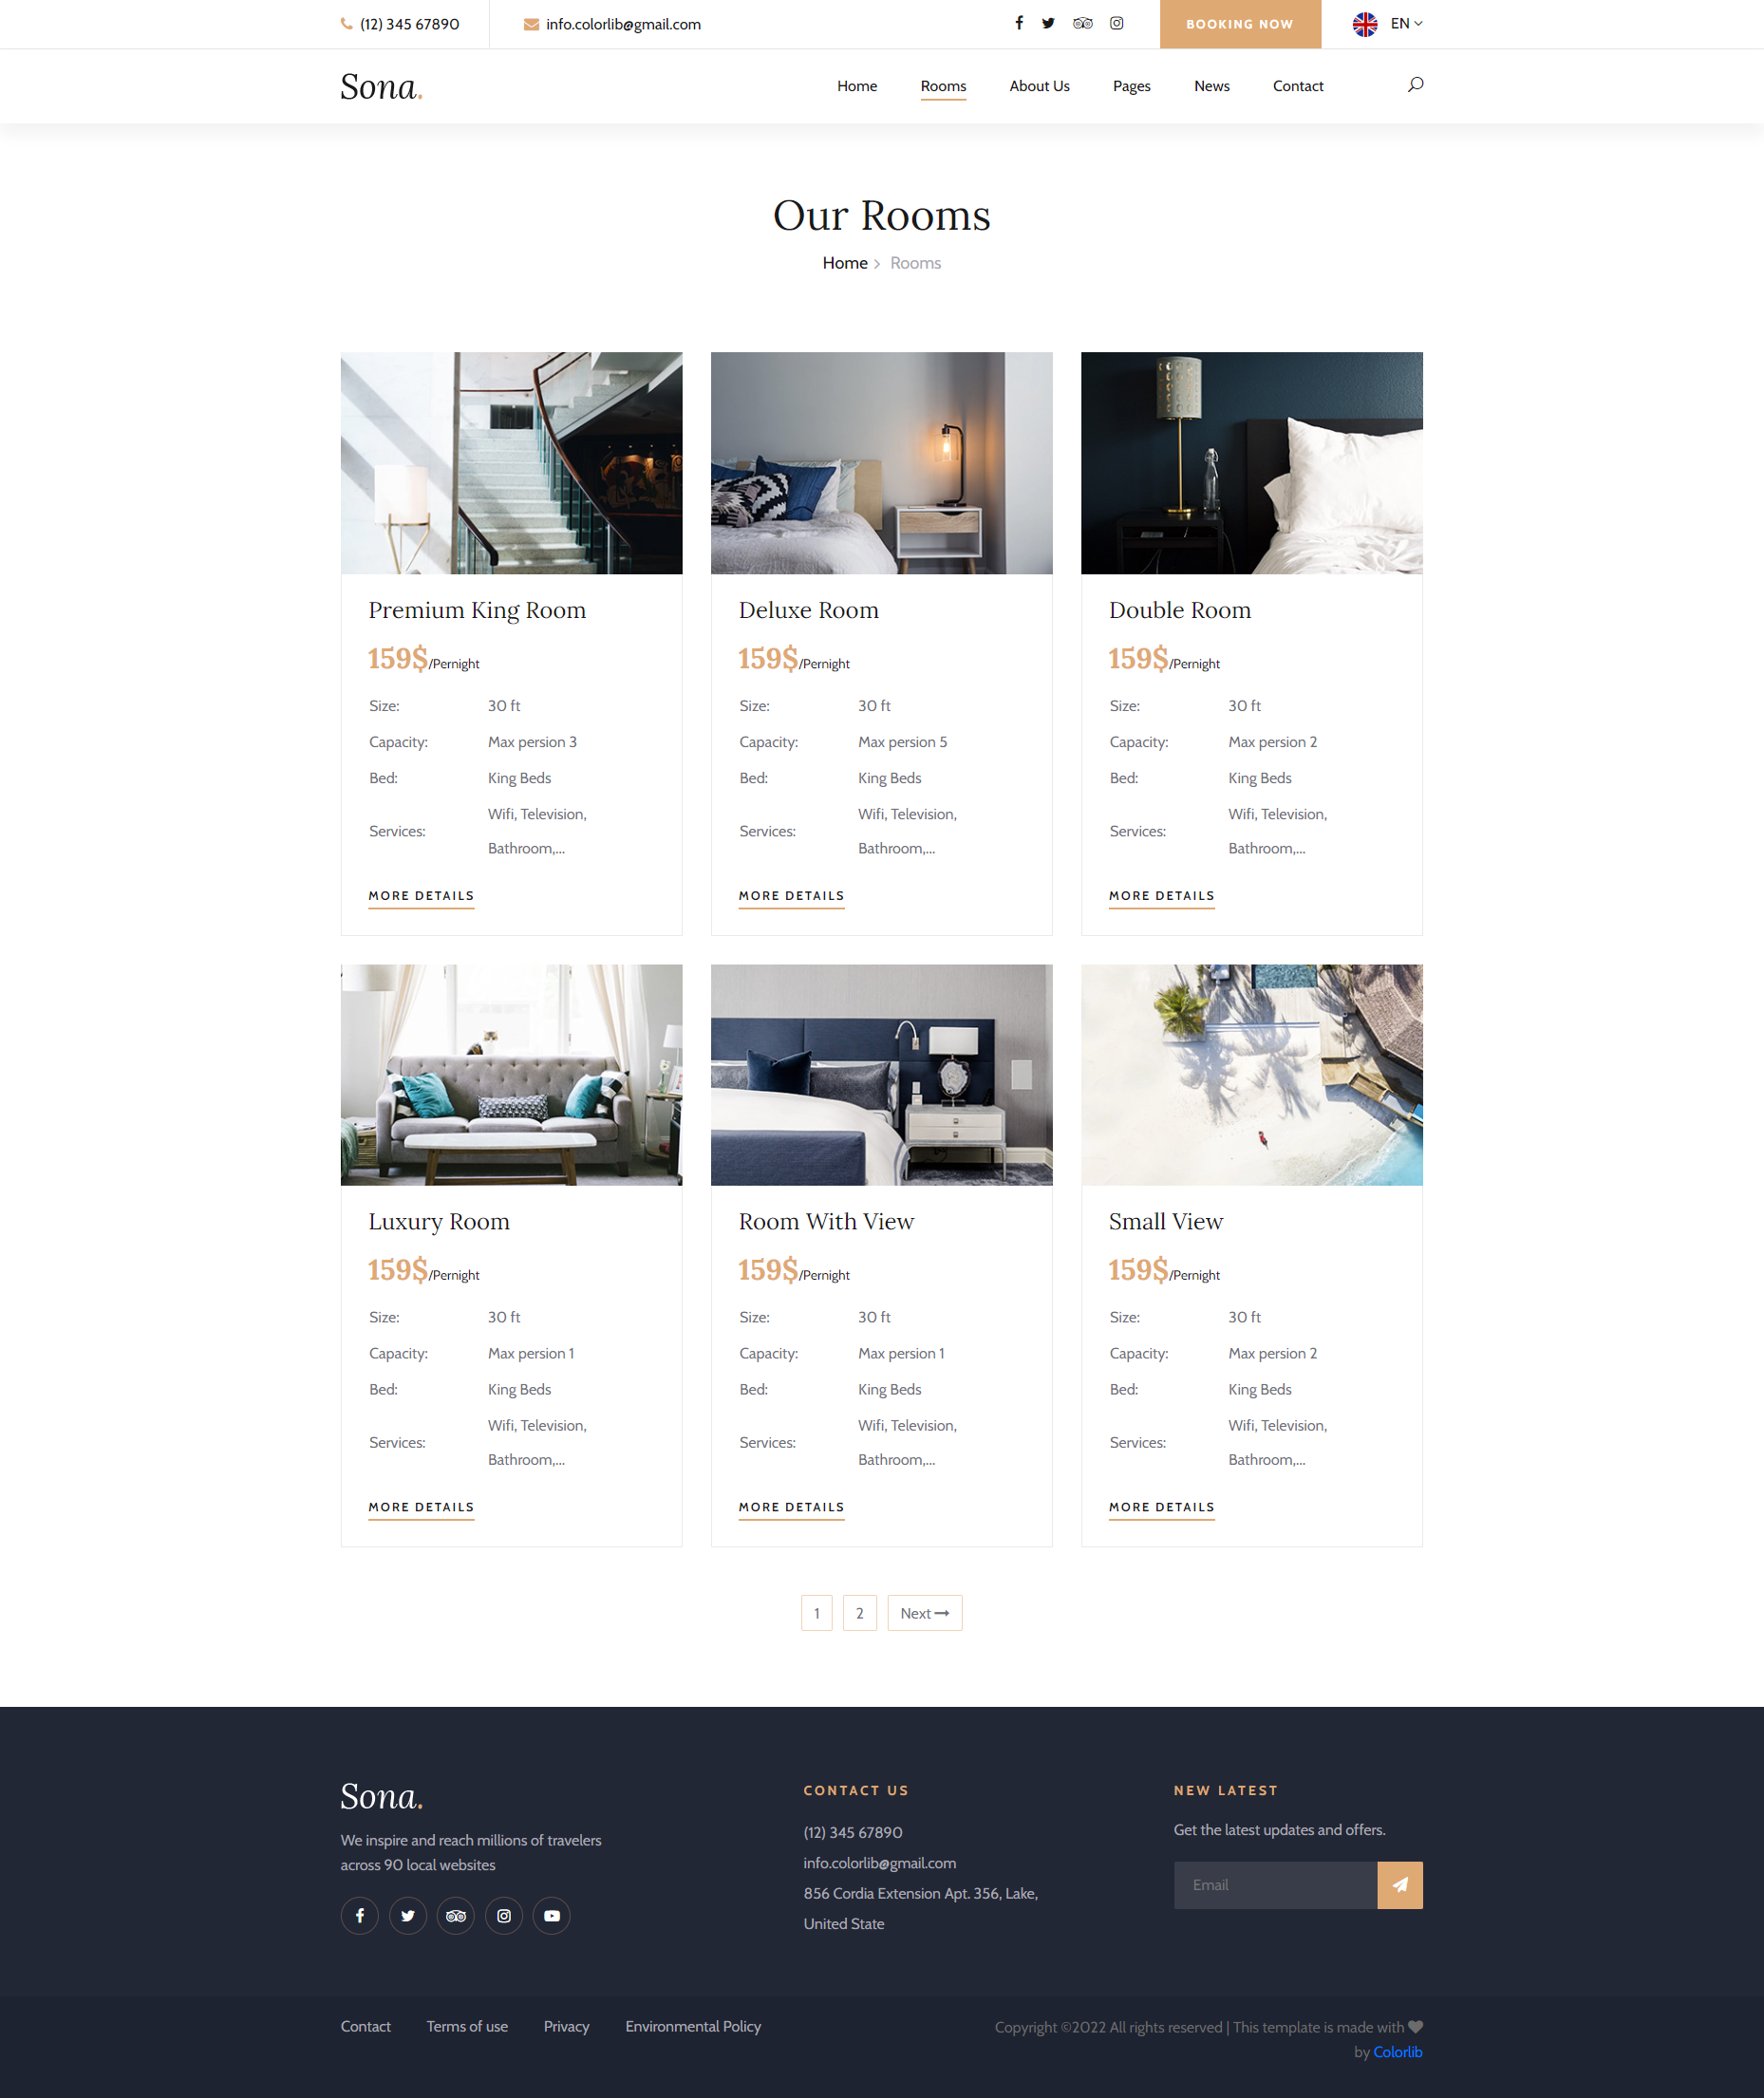 (12) 345 67890
info.colorlib@gmail.com
BOOKING NOW
EN
Sona.
Home
Rooms
About Us
Pages
News
Contact
Our Rooms
Home
Rooms
Premium King Room
159$/Pernight
Size: 30 ft
Capacity: Max persion 3
Bed: King Beds
Services: Wifi, Television,
Bathroom,...
MORE DETAILS
Deluxe Room
159$/Pernight
Size: 30 ft
Capacity: Max persion 5
Bed: King Beds
Services: Wifi, Television,
Bathroom,...
MORE DETAILS
Double Room
159$/Pernight
Size: 30 ft
Capacity: Max persion 2
Bed: King Beds
Services: Wifi, Television,
Bathroom,...
MORE DETAILS
Luxury Room
159$/Pernight
Size: 30 ft
Capacity: Max persion 1
Bed: King Beds
Services: Wifi, Television,
Bathroom,...
MORE DETAILS
Room With View
159$/Pernight
Size: 30 ft
Capacity: Max persion 1
Bed: King Beds
Services: Wifi, Television,
Bathroom,...
MORE DETAILS
Small View
159$/Pernight
Size: 30 ft
Capacity: Max persion 2
Bed: King Beds
Services: Wifi, Television,
Bathroom,...
MORE DETAILS
1
2
Next
Sona.
We inspire and reach millions of travelers
across 90 local websites
CONTACT US
(12) 345 67890
info.colorlib@gmail.com
856 Cordia Extension Apt. 356, Lake,
United State
NEW LATEST
Get the latest updates and offers.
Email
Contact
Terms of use
Privacy
Environmental Policy
Copyright ©2022 All rights reserved | This template is made with
by Colorlib